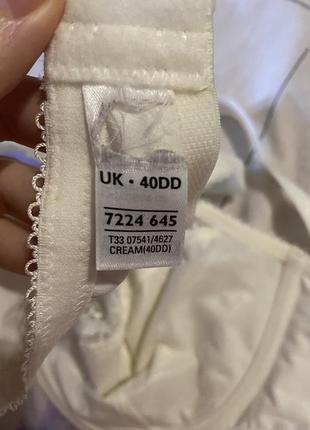 UK • 40DD
7224 645
T33 07541/4627
CREAM(40DD)